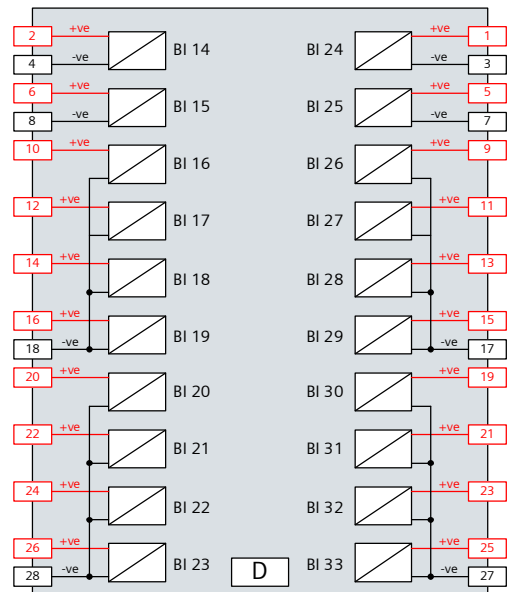 2 +ve BI 14 BI 24 +ve 1
4 -ve -ve 3
6 +ve BI 15 BI 25 +ve 5
8 -ve -ve 7
10 +ve BI 16 BI 26 +ve 9
12 +ve BI 17 BI 27 +ve 11
14 +ve BI 18 BI 28 +ve 13
16 +ve BI 19 BI 29 +ve 15
18 -ve -ve 17
20 +ve BI 20 BI 30 +ve 19
22 +ve BI 21 BI 31 +ve 21
24 +ve BI 22 BI 32 +ve 23
26 +ve BI 23 BI 33 +ve 25
28 -ve D -ve 27